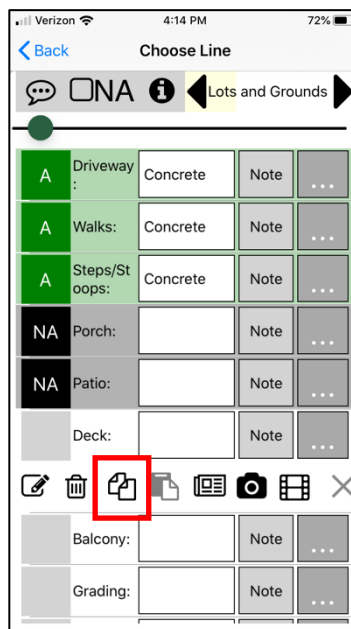 Verizon 4:14 PM 72%
Back Choose Line
NA Lots and Grounds
A Driveway : Concrete Note ...
A Walks: Concrete Note ...
A Steps/St oops: Concrete Note ...
NA Porch: Note ...
NA Patio: Note ...
Deck: Note ...
Balcony: Note ...
Grading: Note ...